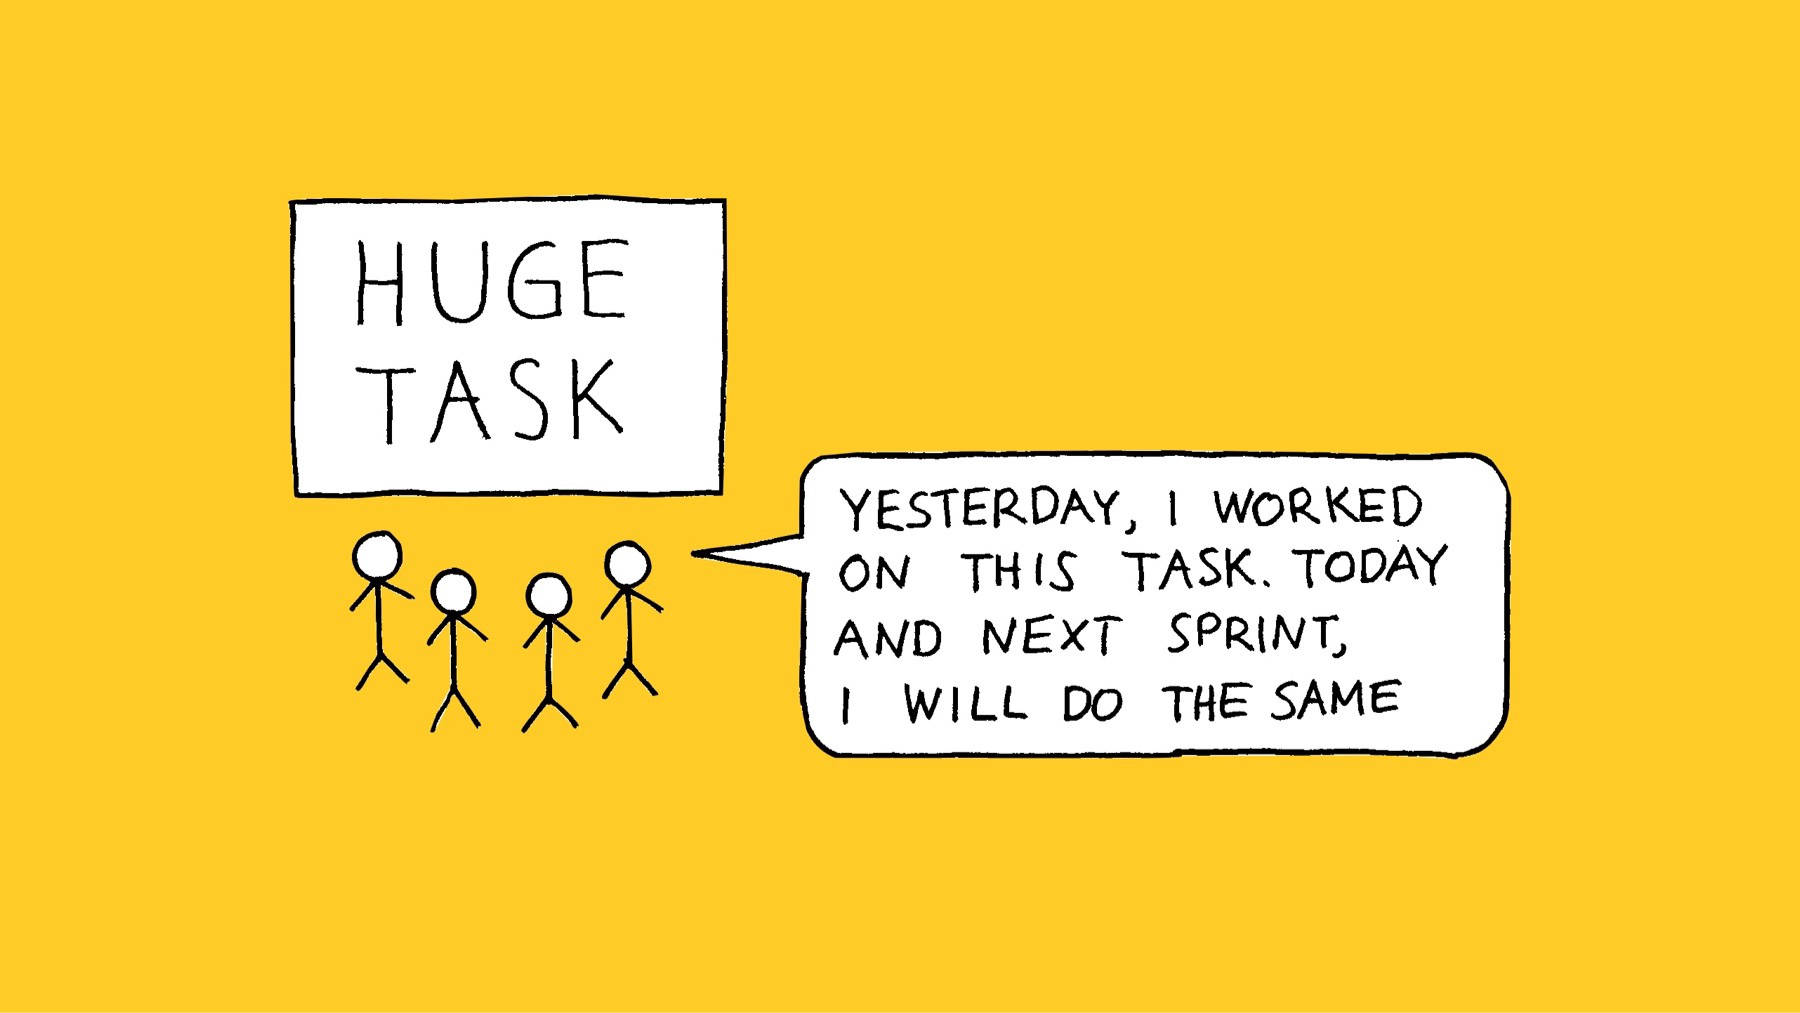 HUGE
TASK
YESTERDAY, I WORKED
ON THIS TASK. TODAY
AND NEXT SPRINT,
I WILL DO THE SAME